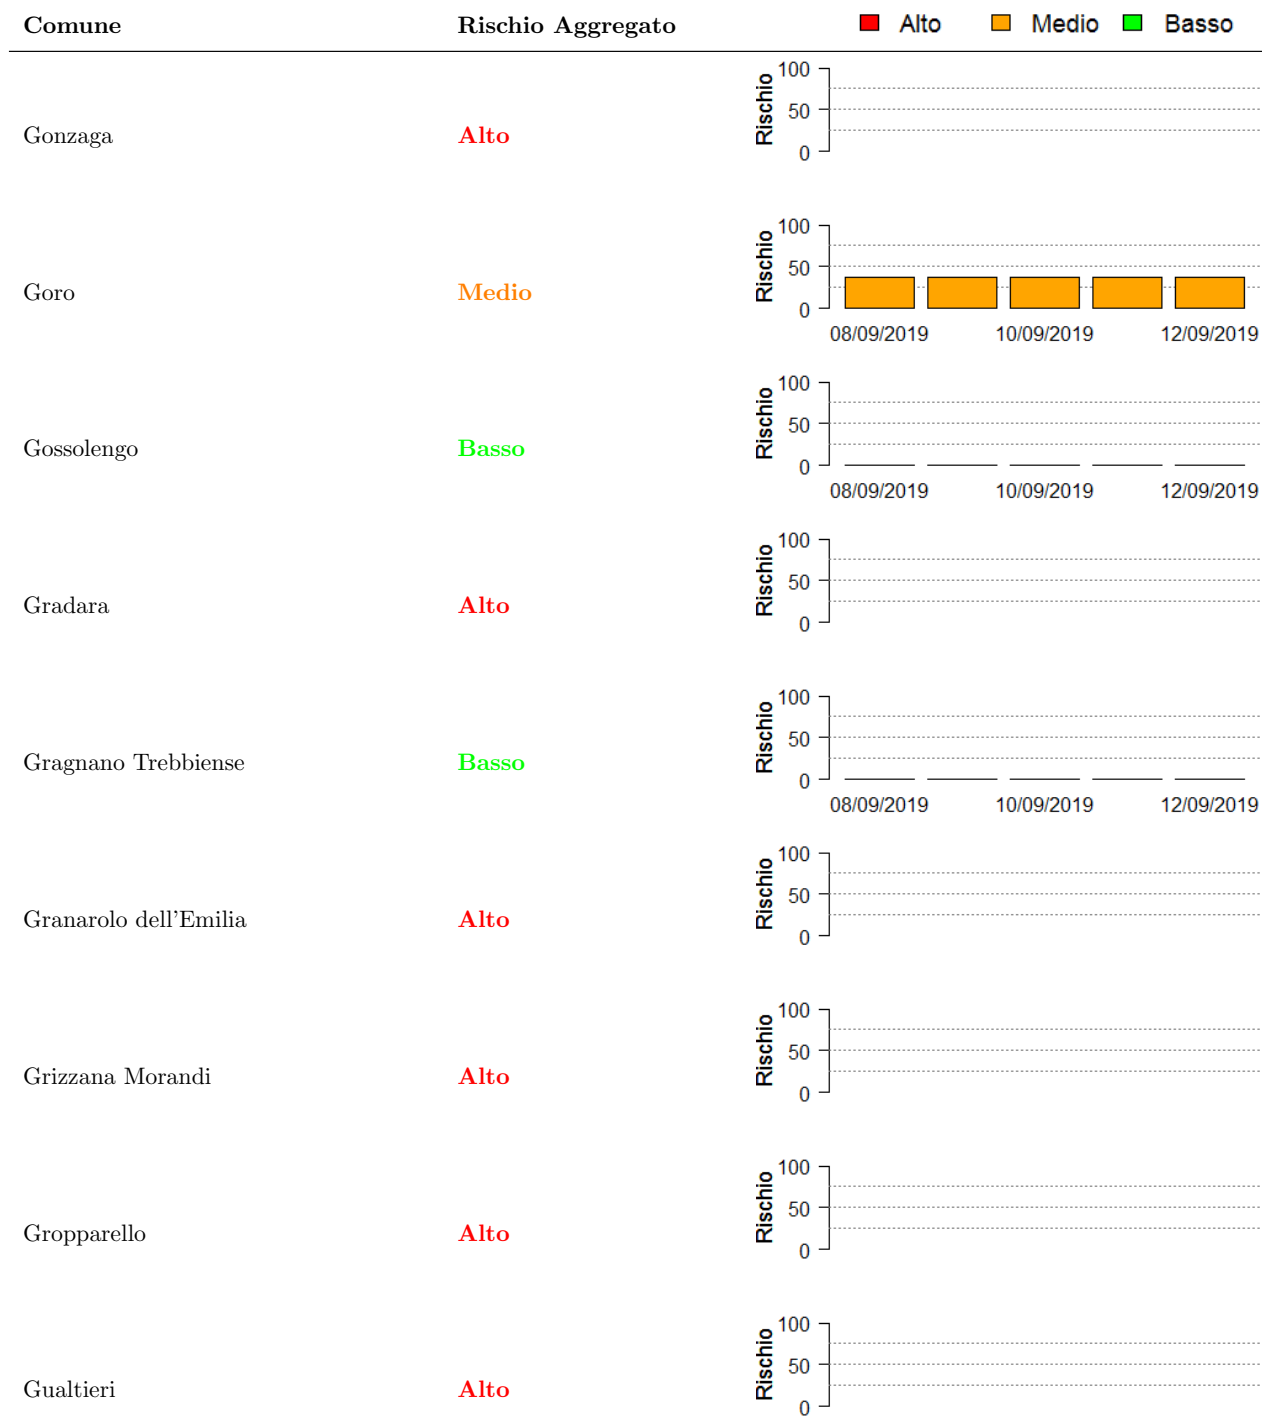 Comune Rischio Aggregato Alto Medio Basso
Gonzaga Alto Rischio 100 50 0
Goro Medio Rischio 100 50 0
08/09/2019 10/09/2019 12/09/2019
Gossolengo Basso Rischio 100 50 0
08/09/2019 10/09/2019 12/09/2019
Gradara Alto Rischio 100 50 0
Gragnano Trebbiense Basso Rischio 100 50 0
08/09/2019 10/09/2019 12/09/2019
Granarolo dell'Emilia Alto Rischio 100 50 0
Grizzana Morandi Alto Rischio 100 50 0
Gropparello Alto Rischio 100 50 0
Gualtieri Alto Rischio 100 50 0